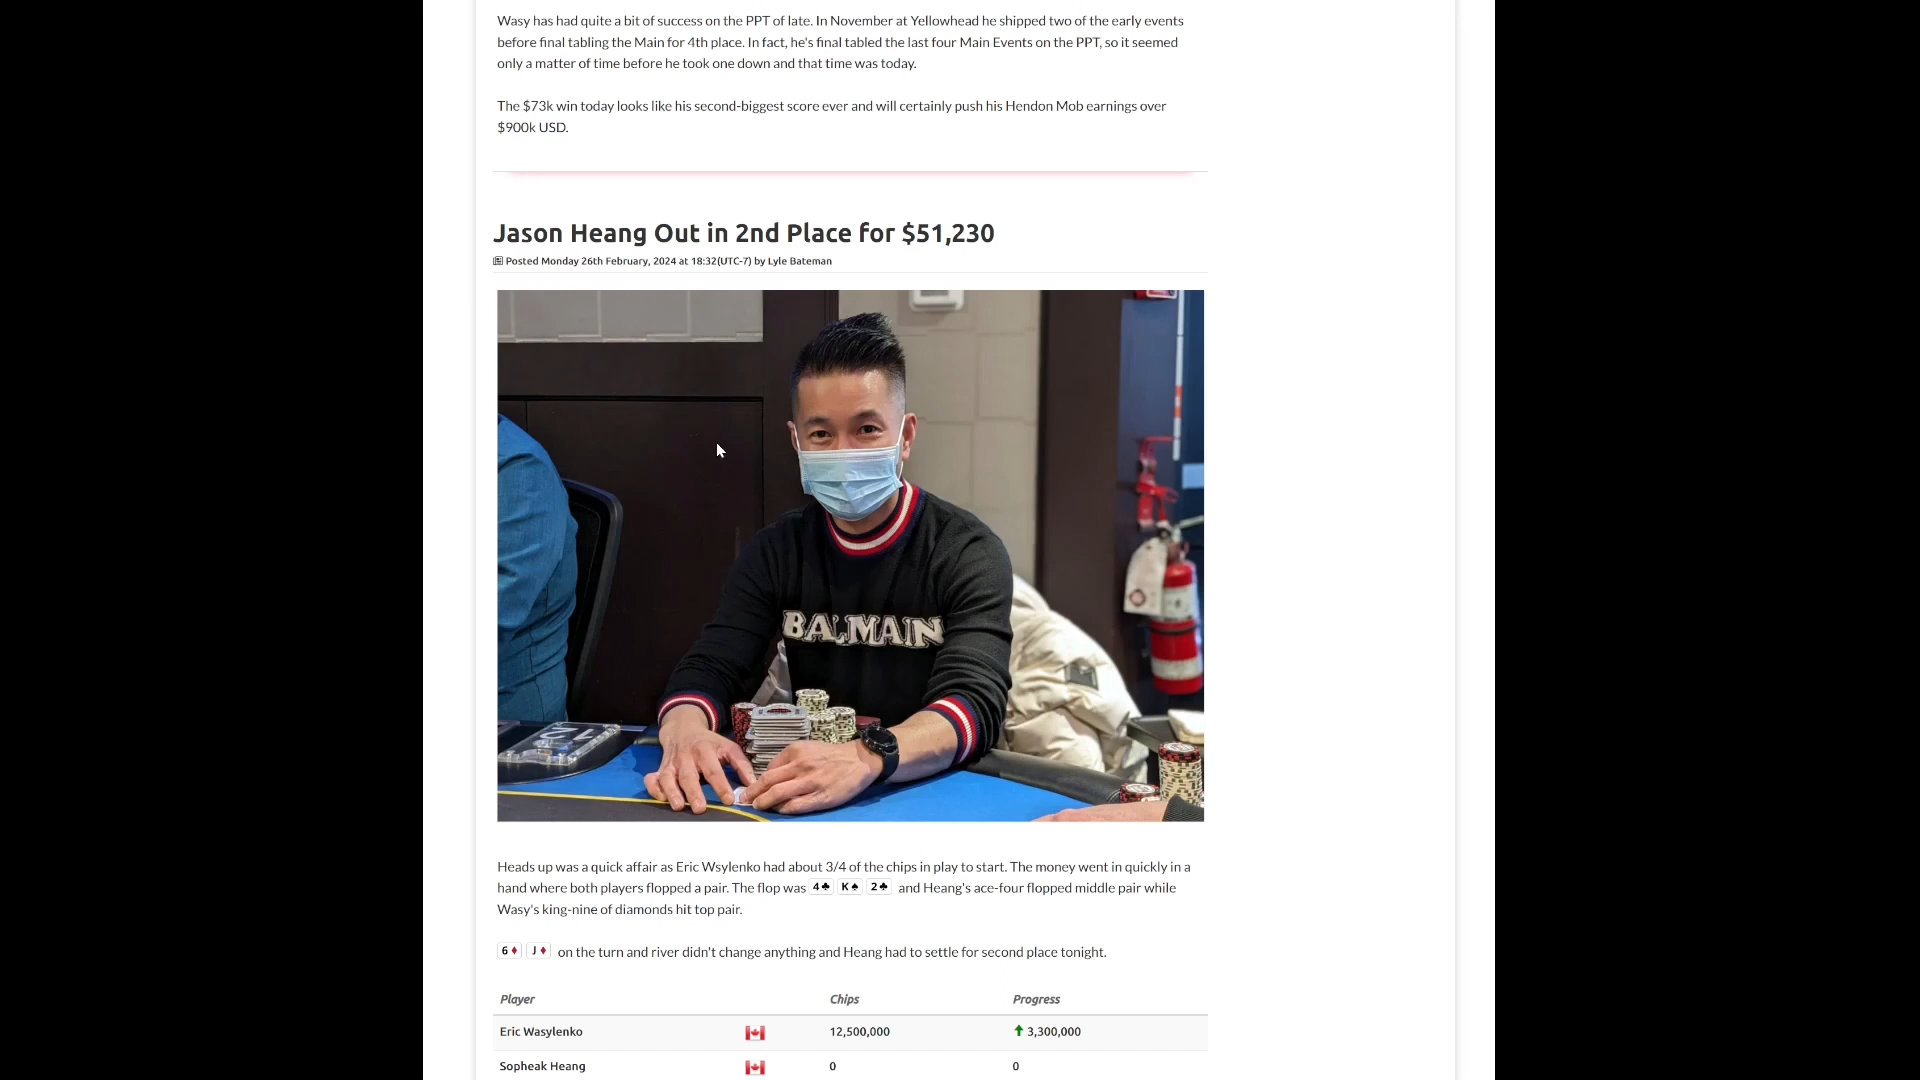 Wasy has had quite a bit of success on the PPT of late. In November at Yellowhead he shipped two of the early events
before final tabling the Main for 4th place. In fact, he's final tabled the last four Main Events on the PPT, so it seemed
only a matter of time before he took one down and that time was today.
The $73k win today looks like his second-biggest score ever and will certainly push his Hendon Mob earnings over
$900k USD.
Jason Heang Out in 2nd Place for $51,230
Posted Monday 26th February, 2024 at 18:32(UTC-7) by Lyle Bateman
BALMAIN
12
Heads up was a quick affair as Eric Wsylenko had about 3/4 of the chips in play to start. The money went in quickly in a
hand where both players flopped a pair. The flop was 4♣ K♠ 2♣ and Heang's ace-four flopped middle pair while
Wasy's king-nine of diamonds hit top pair.
6♦ J♦ on the turn and river didn't change anything and Heang had to settle for second place tonight.
Player Chips Progress
Eric Wasylenko 12,500,000 3,300,000
Sopheak Heang 0 0